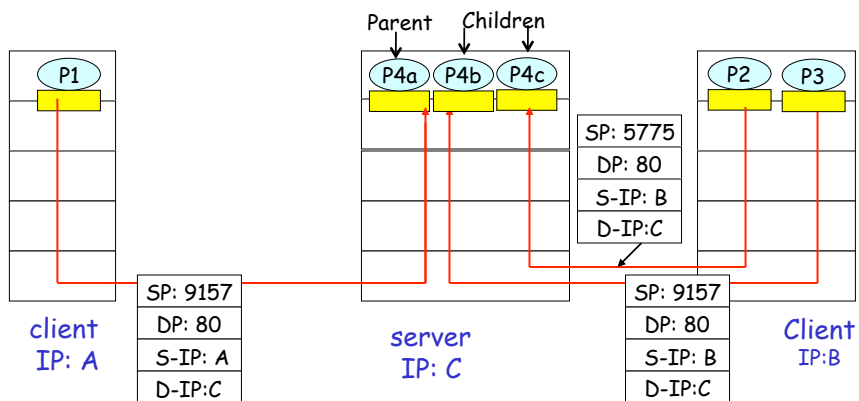 Parent
Children
P1
P4a
P4b
P4c
P2
P3
SP: 5775
DP: 80
S-IP: B
D-IP:C
SP: 9157
DP: 80
S-IP: A
D-IP:C
SP: 9157
DP: 80
S-IP: B
D-IP:C
client
IP: A
server
IP: C
Client
IP:B